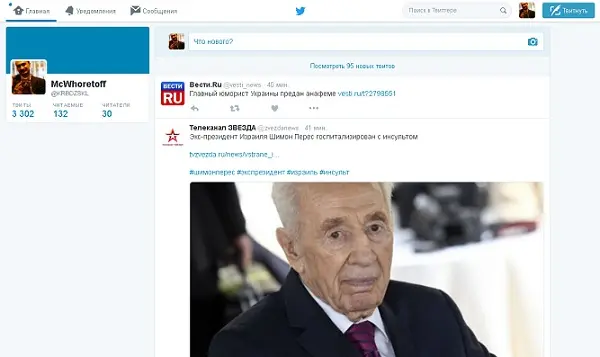 Главная
Уведомления
Сообщения
Поиск в Твиттере
Твитнуть
McWhoretoff
ТВИТЫ ЧИТАЕМЫЕ ЧИТАТЕЛИ
3 302 132 30
Что нового?
Посмотреть 95 новых твитов
ВЕСТИ
RU
Вести.Ru @vesti_news · 40 мин.
Главный юморист Украины предан анафеме vesti.ru/t?2798551
Телеканал ЗВЕЗДА @zvezdanews · 41 мин.
Экс-президент Израиля Шимон Перес госпитализирован с инсультом
tvzvezda.ru/news/vstrane_i...
#шимонперес #экспрезидент #израиль #инсульт